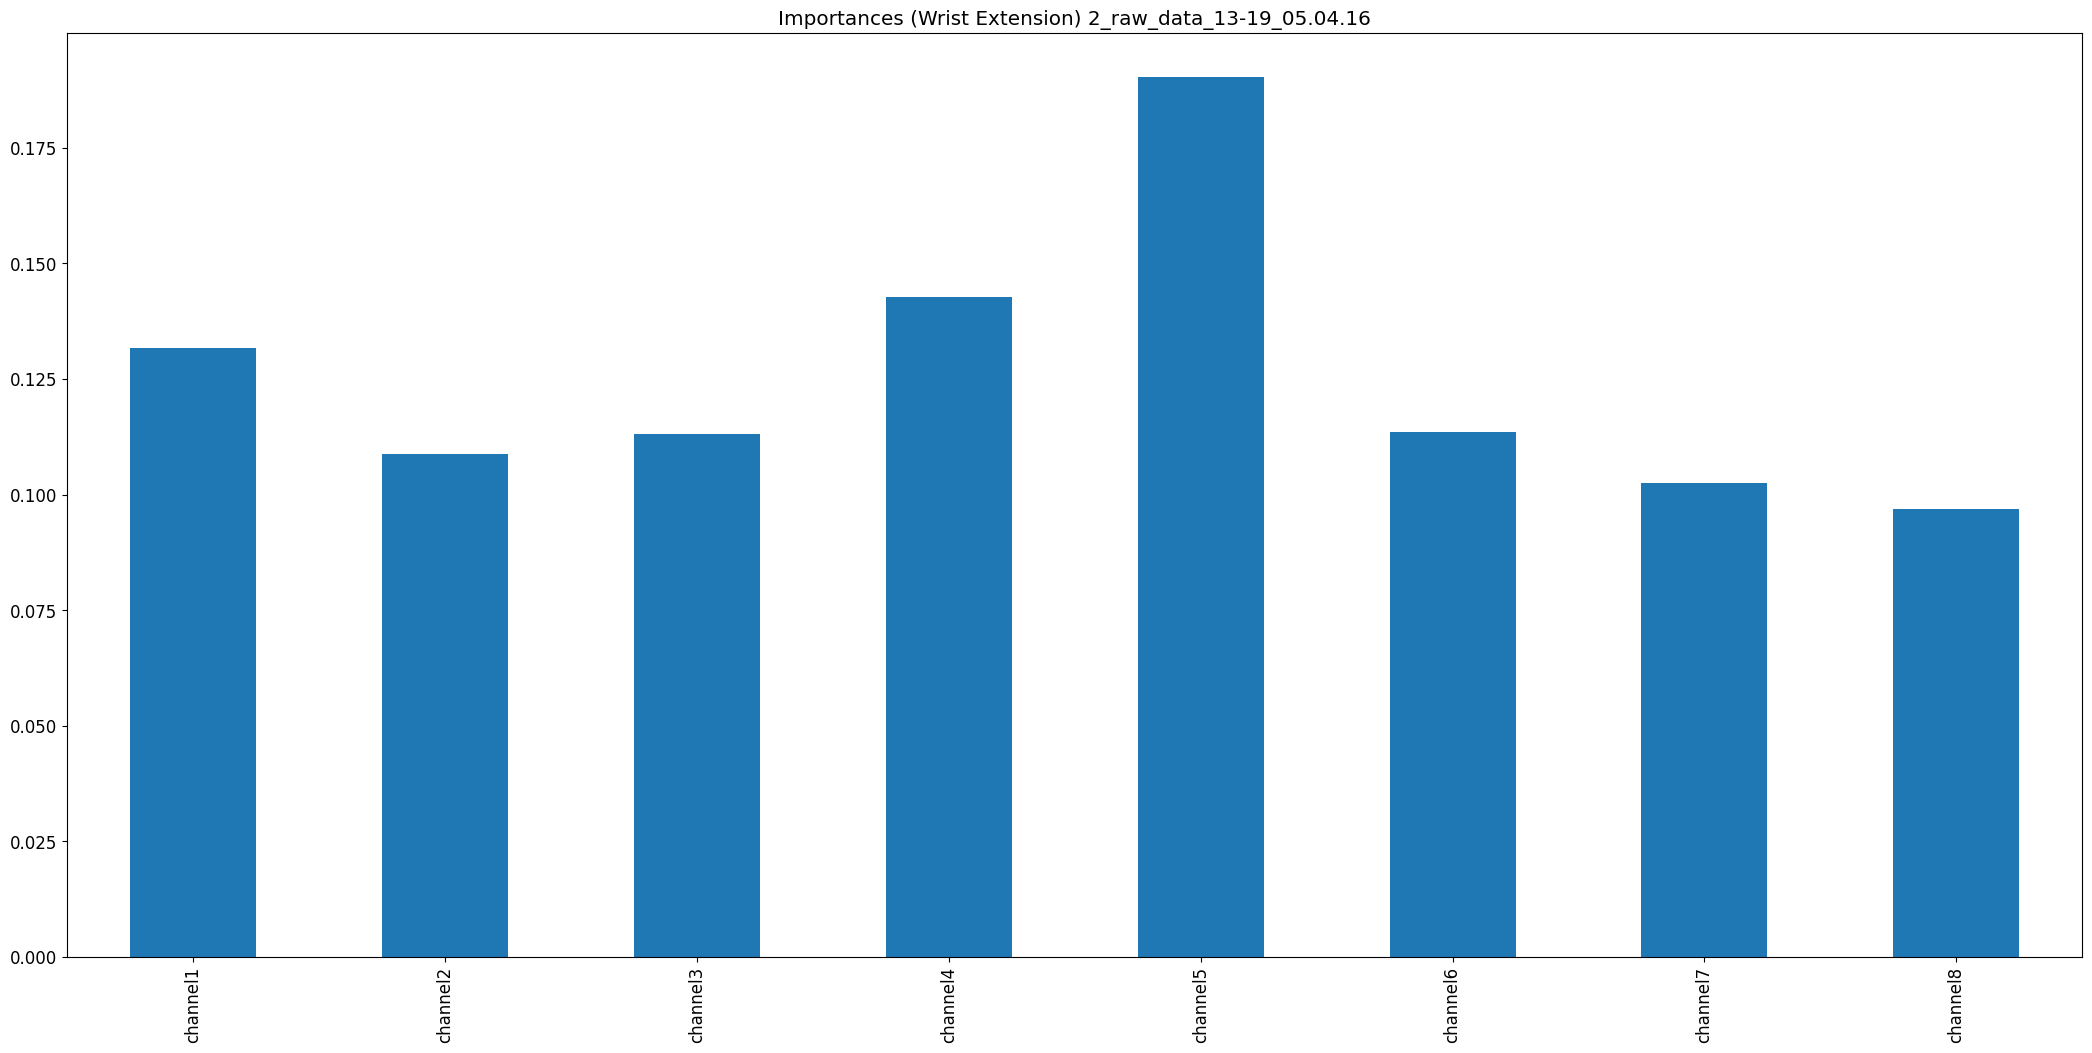 Importances (Wrist Extension) 2_raw_data_13-19_05.04.16
0.175
0.150
0.125
0.100
0.075
0.050
0.025
0.000
channel1
channel2
channel3
channel4
channel5
channel6
channel7
channel8